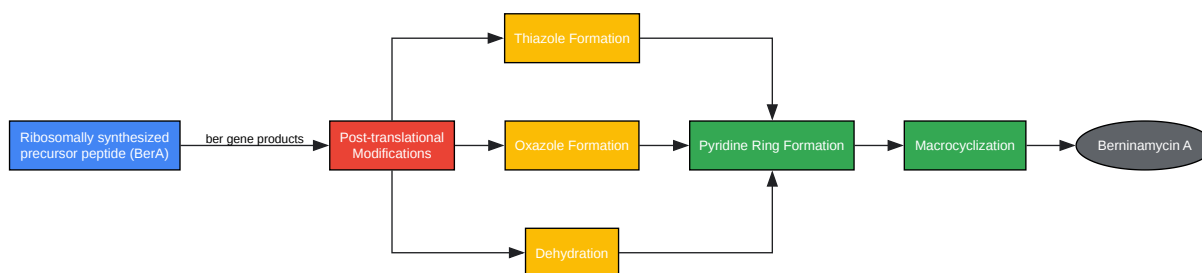 Thiazole Formation
Ribosomally synthesized
precursor peptide (BerA)
ber gene products
Post-translational
Modifications
Oxazole Formation
Pyridine Ring Formation
Macrocyclization
Berninamycin A
Dehydration